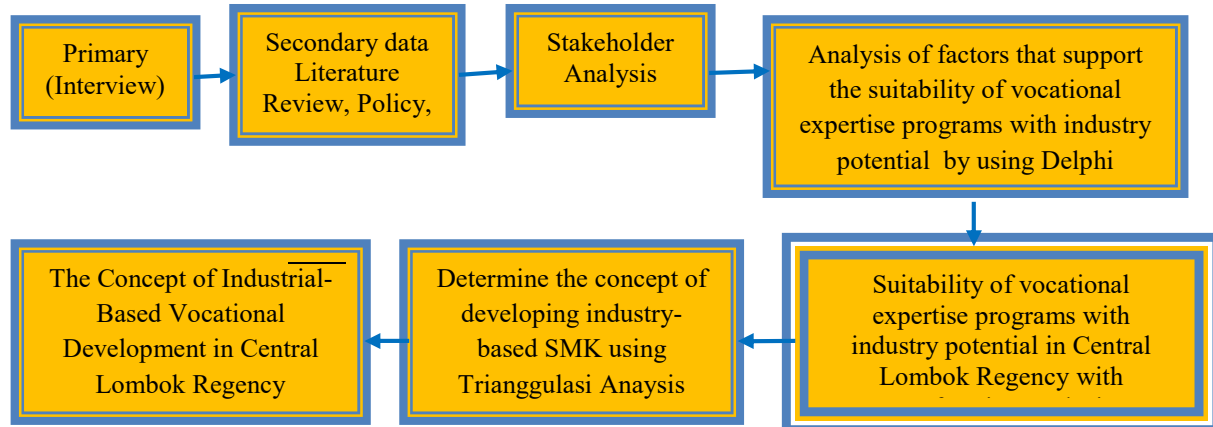 Primary
(Interview)
Secondary data
Literature
Review, Policy,
Stakeholder
Analysis
Analysis of factors that support
the suitability of vocational
expertise programs with industry
potential by using Delphi
Suitability of vocational
expertise programs with
industry potential in Central
Lombok Regency with
Determine the concept of
developing industry-
based SMK using
Trianggulasi Anaysis
The Concept of Industrial-
Based Vocational
Development in Central
Lombok Regency